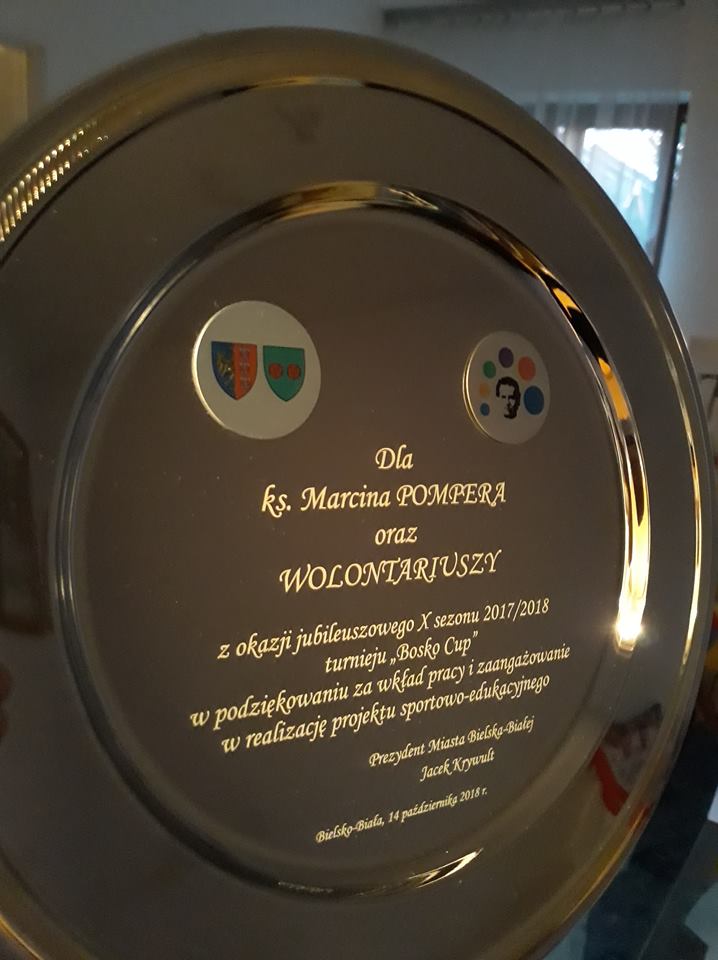 Dla
ks. Marcina POMPERA
oraz
WOLONTARIUSZY
z okazji jubileuszowego X sezonu 2017/2018
turnieju „Bosko Cup”
w podziękowaniu za wkład pracy i zaangażowanie
w realizację projektu sportowo-edukacyjnego
Prezydent Miasta Bielska-Białej
Jacek Krywult
Bielsko-Biała, 14 października 2018 r.